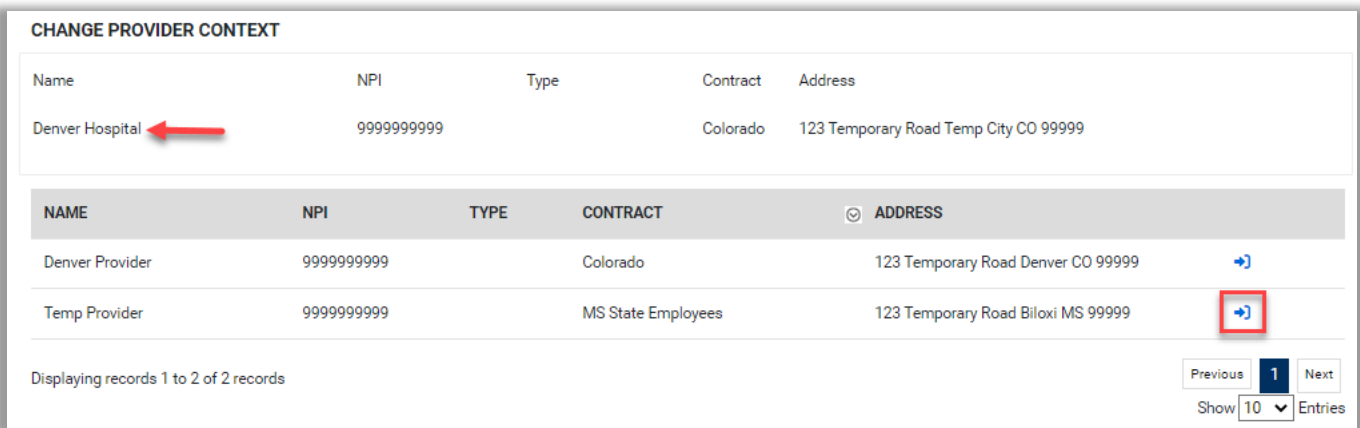 CHANGE PROVIDER CONTEXT
Name NPI Type Contract Address
Denver Hospital 9999999999 Colorado 123 Temporary Road Temp City CO 99999
NAME NPI TYPE CONTRACT ADDRESS
Denver Provider 9999999999 Colorado 123 Temporary Road Denver CO 99999
Temp Provider 9999999999 MS State Employees 123 Temporary Road Biloxi MS 99999
Displaying records 1 to 2 of 2 records
Previous 1 Next
Show 10 Entries